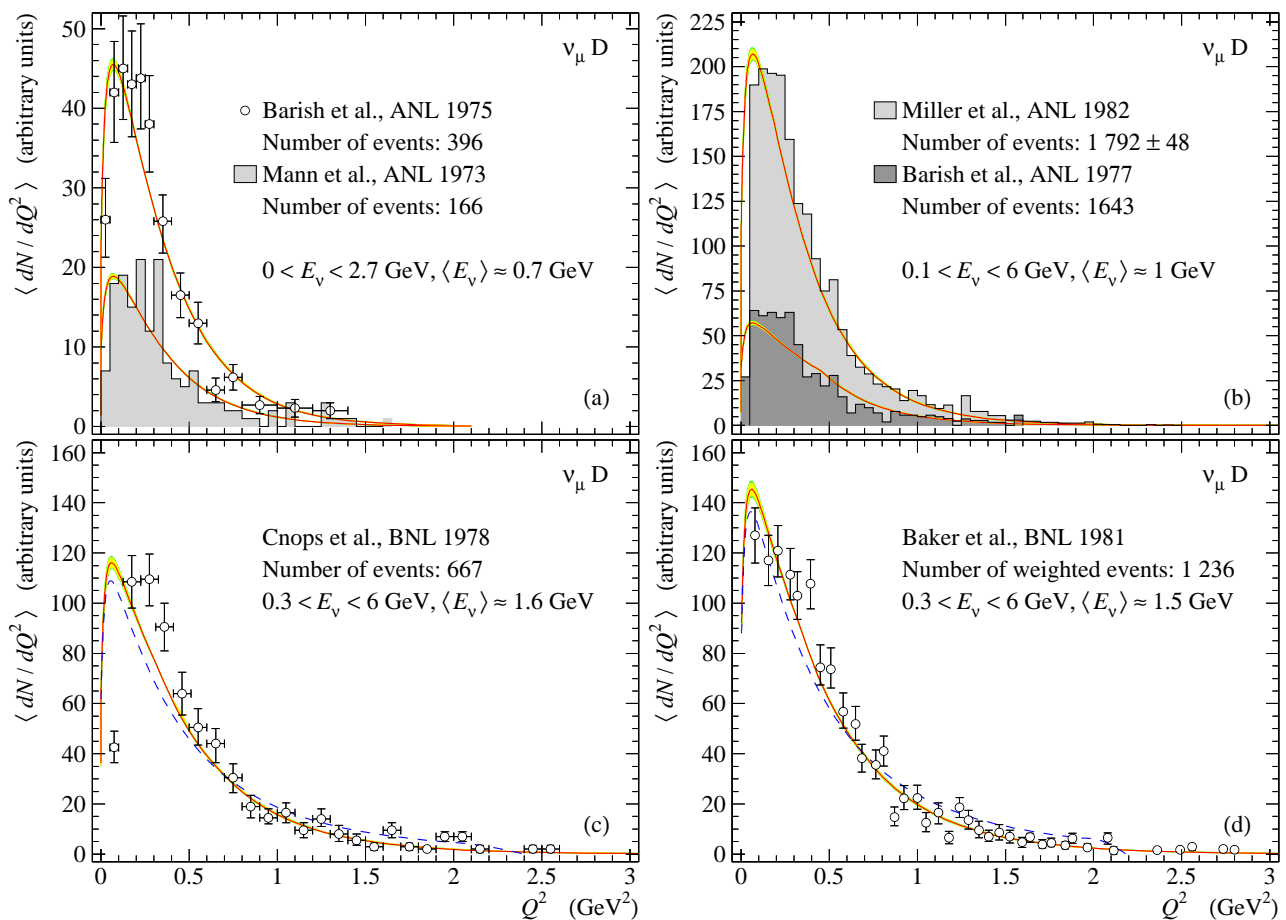 ⟨ dN / dQ² ⟩ (arbitrary units)
50
40
30
20
10
0
ν_μ D
Barish et al., ANL 1975
Number of events: 396
Mann et al., ANL 1973
Number of events: 166
0 < E_ν < 2.7 GeV, ⟨E_ν⟩ ≈ 0.7 GeV
(a)
⟨ dN / dQ² ⟩ (arbitrary units)
225
200
175
150
125
100
75
50
25
0
ν_μ D
Miller et al., ANL 1982
Number of events: 1 792 ± 48
Barish et al., ANL 1977
Number of events: 1643
0.1 < E_ν < 6 GeV, ⟨E_ν⟩ ≈ 1 GeV
(b)
⟨ dN / dQ² ⟩ (arbitrary units)
160
140
120
100
80
60
40
20
0
ν_μ D
Cnops et al., BNL 1978
Number of events: 667
0.3 < E_ν < 6 GeV, ⟨E_ν⟩ ≈ 1.6 GeV
(c)
0 0.5 1 1.5 2 2.5 3
Q² (GeV²)
⟨ dN / dQ² ⟩ (arbitrary units)
160
140
120
100
80
60
40
20
0
ν_μ D
Baker et al., BNL 1981
Number of weighted events: 1 236
0.3 < E_ν < 6 GeV, ⟨E_ν⟩ ≈ 1.5 GeV
(d)
0 0.5 1 1.5 2 2.5 3
Q² (GeV²)